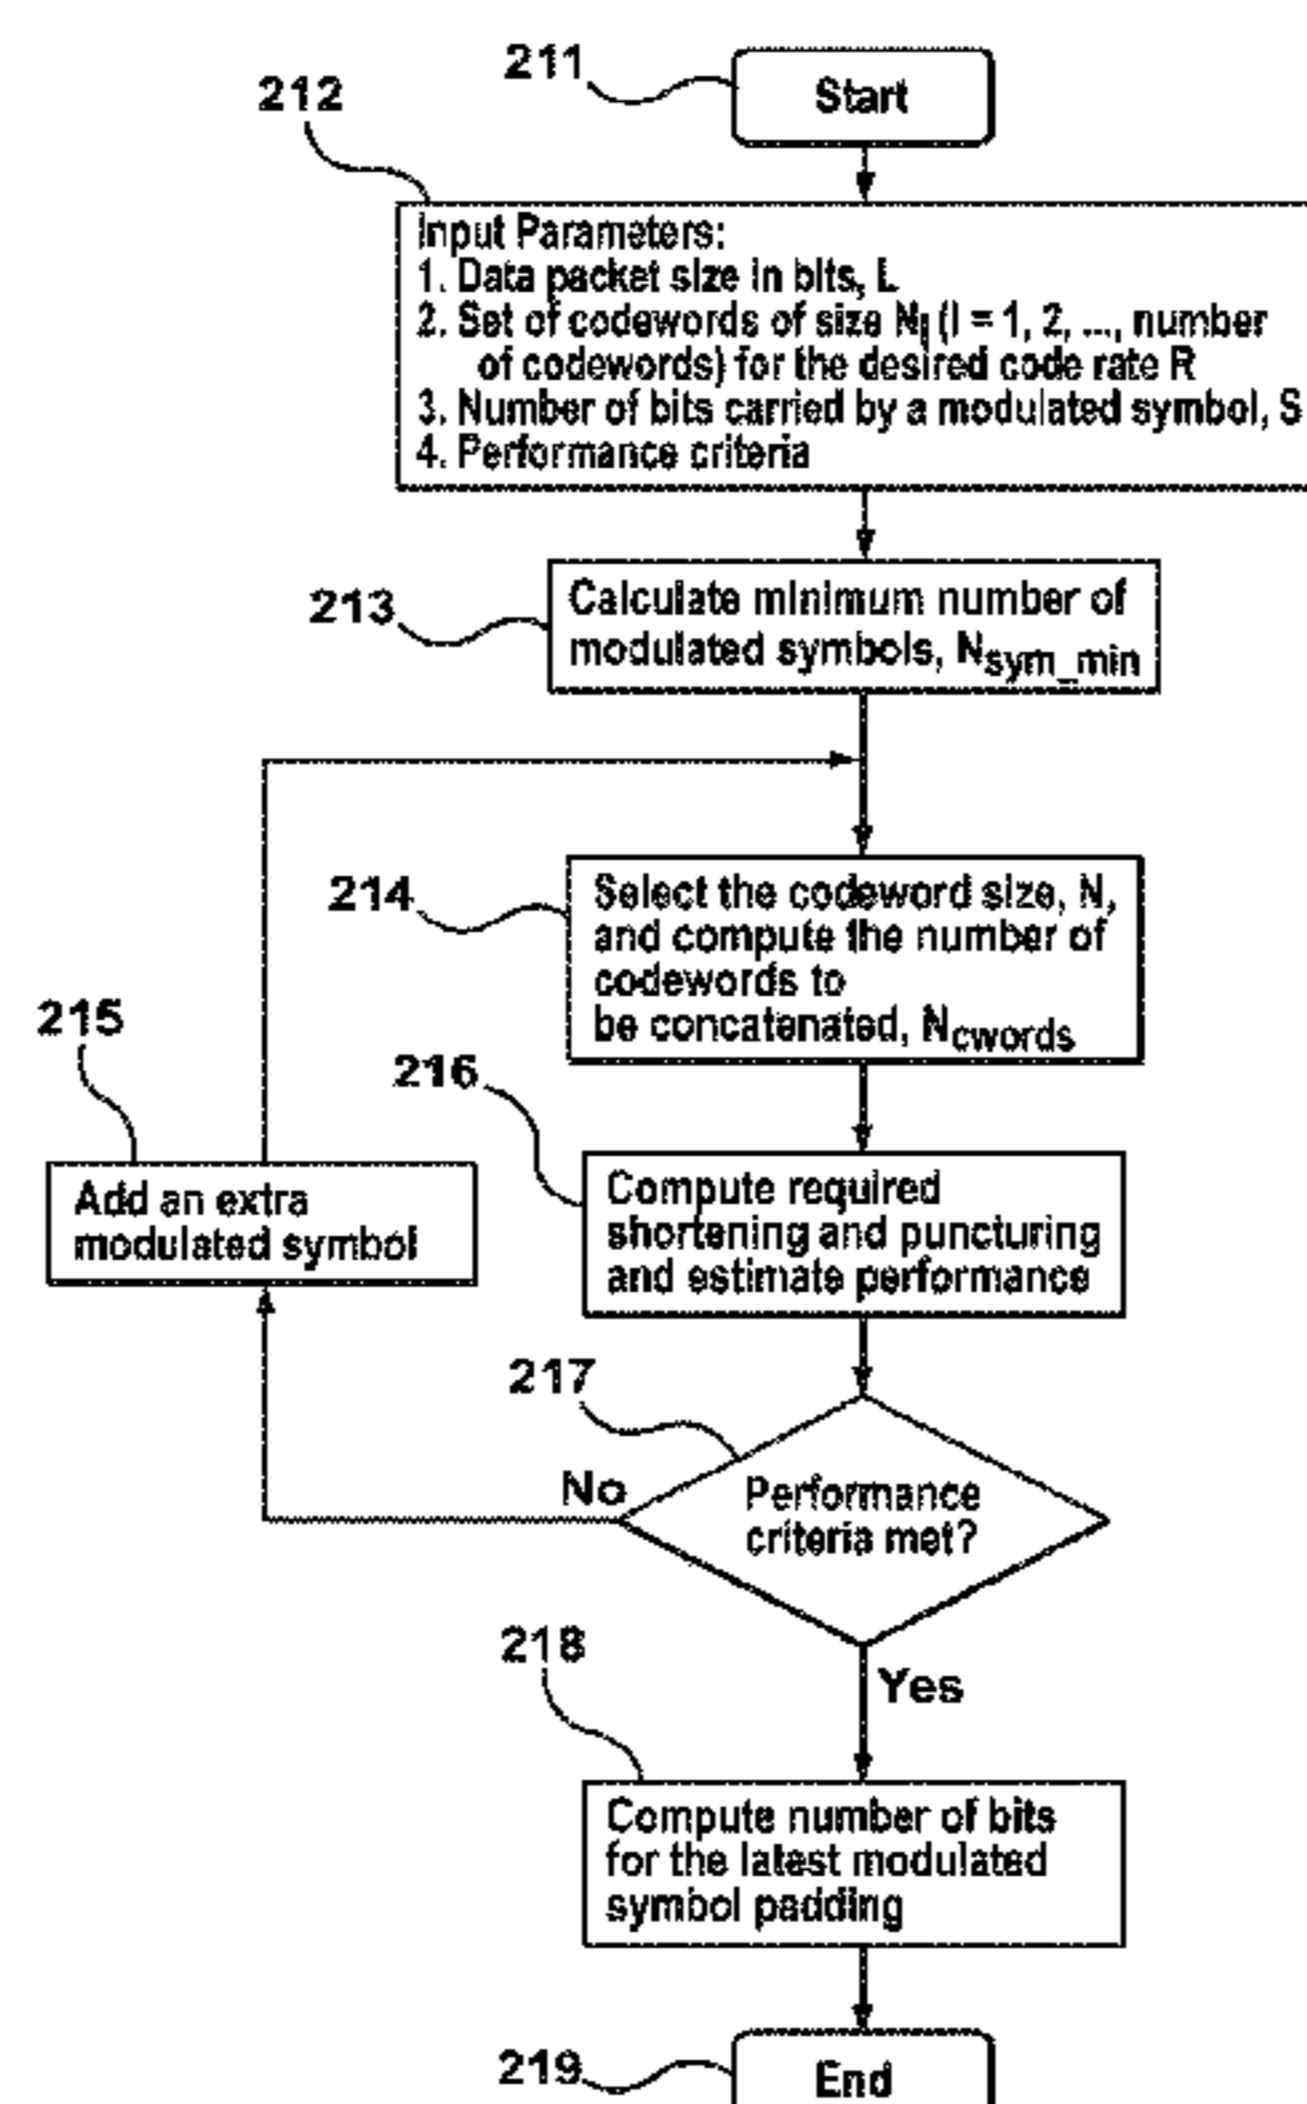 211
Start
212
Input Parameters:
1. Data packet size in bits, L
2. Set of codewords of size Ni (i = 1, 2, ..., number
of codewords) for the desired code rate R
3. Number of bits carried by a modulated symbol, S
4. Performance criteria
213
Calculate minimum number of
modulated symbols, Nsym_min
214
Select the codeword size, N,
and compute the number of
codewords to
be concatenated, Ncwords
215
Add an extra
modulated symbol
216
Compute required
shortening and puncturing
and estimate performance
217
No
Performance
criteria met?
218
Yes
Compute number of bits
for the latest modulated
symbol padding
219
End